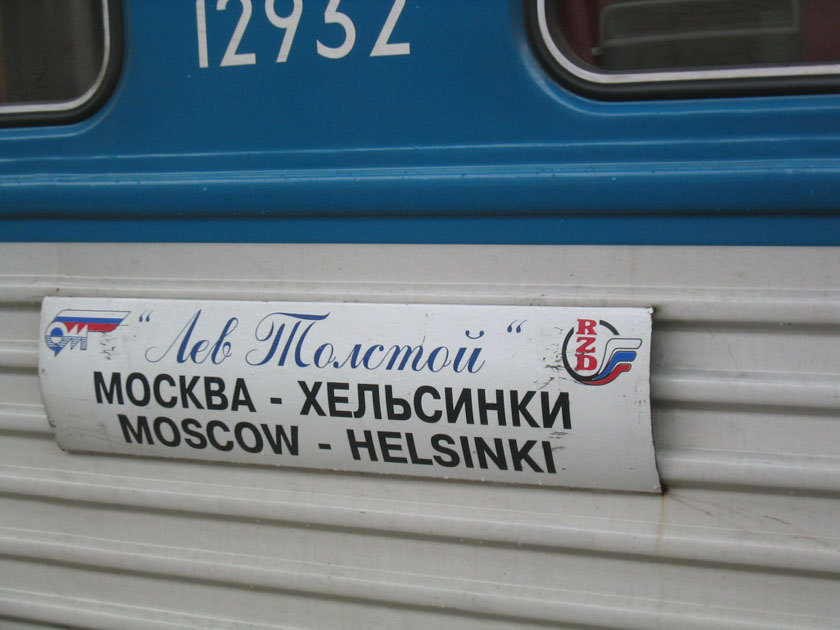 12932
"Лев Толстой"
RZD
МОСКВА - ХЕЛЬСИНКИ
MOSCOW - HELSINKI